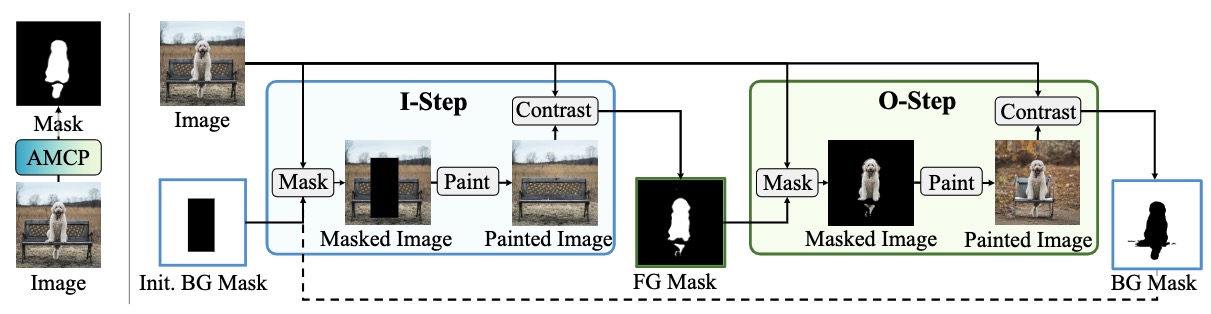 Mask
AMCP
Image
Image
Init. BG Mask
I-Step
Mask
Masked Image
Paint
Painted Image
Contrast
FG Mask
O-Step
Mask
Masked Image
Paint
Painted Image
Contrast
BG Mask